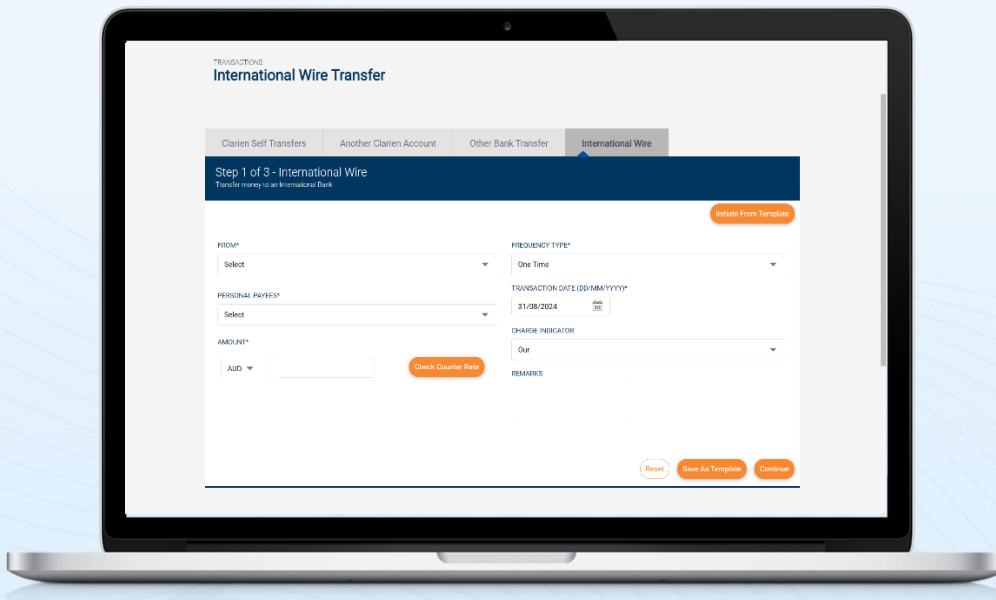 TRANSACTIONS
International Wire Transfer
Clarien Self Transfers
Another Clarien Account
Other Bank Transfer
International Wire
Step 1 of 3 - International Wire
Transfer money to an International Bank
Initiate From Template
FROM*
Select
PERSONAL PAYEES*
Select
AMOUNT*
AUD
Check Counter Rate
FREQUENCY TYPE*
One Time
TRANSACTION DATE (DD/MM/YYYY)*
31/08/2024
CHARGE INDICATOR
Our
REMARKS
Reset
Save As Template
Continue